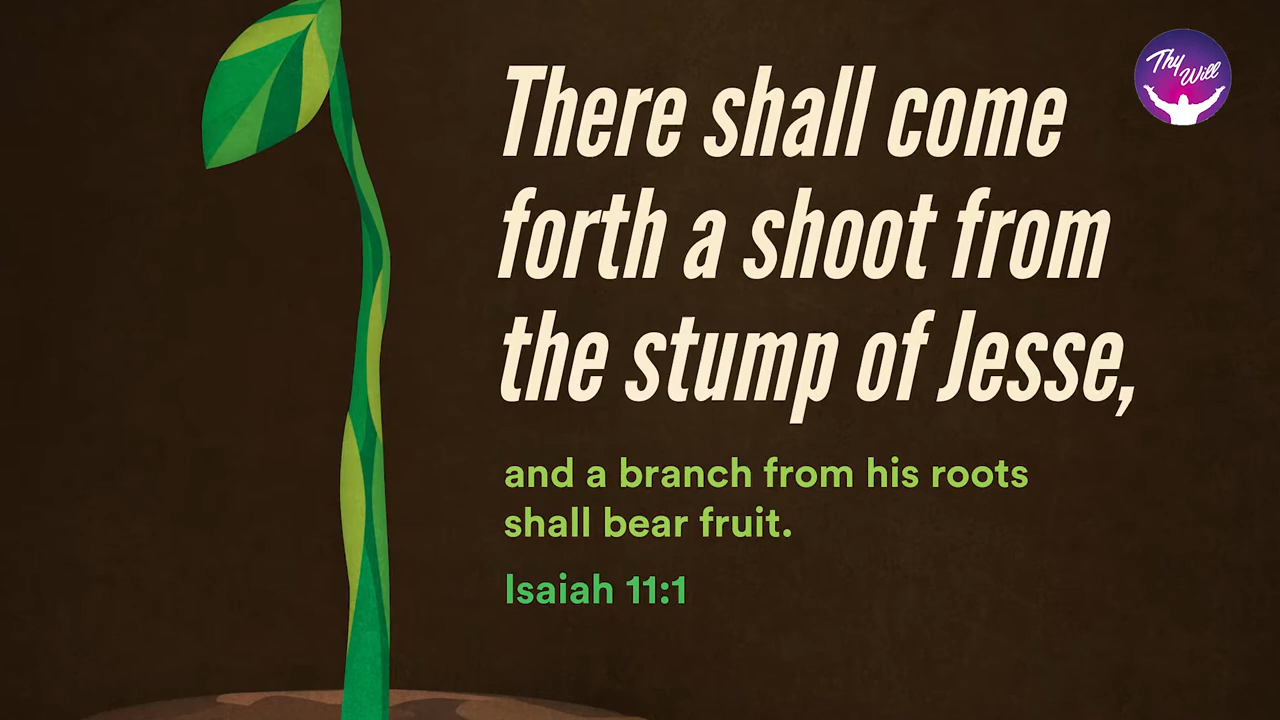 There shall come
forth a shoot from
the stump of Jesse,
and a branch from his roots
shall bear fruit.
Isaiah 11:1
Thy Will